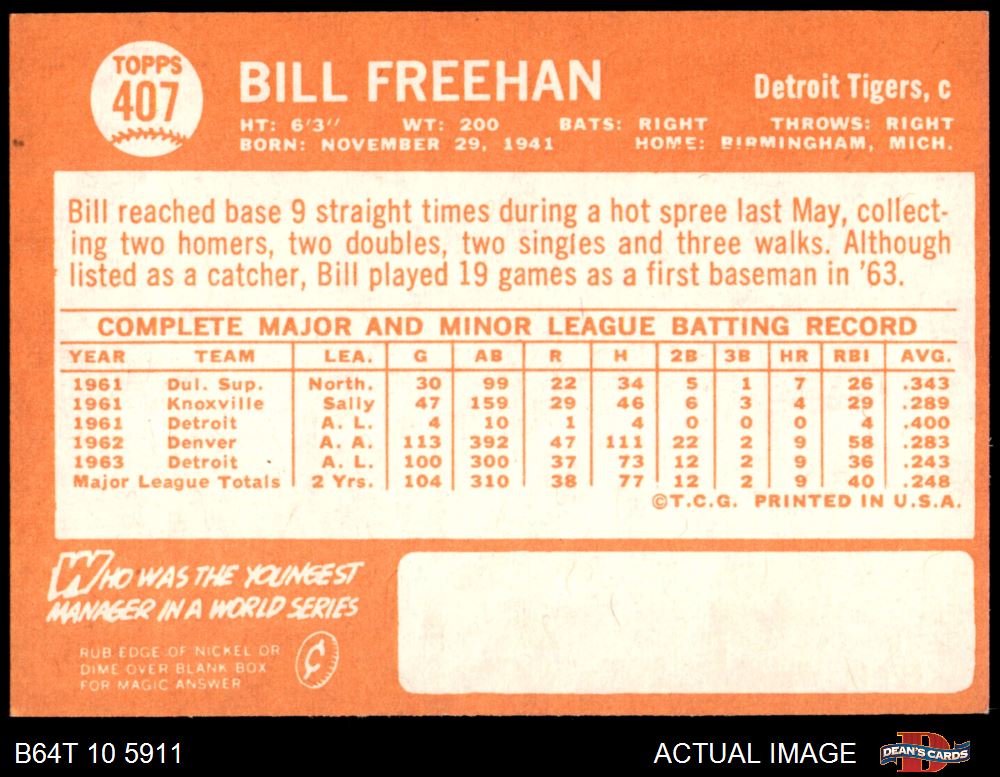 TOPPS
407
BILL FREEHAN
Detroit Tigers, c
HT: 6'3" WT: 200 BATS: RIGHT THROWS: RIGHT
BORN: NOVEMBER 29, 1941 HOME: BIRMINGHAM, MICH.
Bill reached base 9 straight times during a hot spree last May, collect-
ing two homers, two doubles, two singles and three walks. Although
listed as a catcher, Bill played 19 games as a first baseman in '63.
COMPLETE MAJOR AND MINOR LEAGUE BATTING RECORD
YEAR TEAM LEA. G AB R H 2B 3B HR RBI AVG.
1961 Dul. Sup. North. 30 99 22 34 5 1 7 26 .343
1961 Knoxville Sally 47 159 29 46 6 3 4 29 .289
1961 Detroit A. L. 4 10 1 4 0 0 0 4 .400
1962 Denver A. A. 113 392 47 111 22 2 9 58 .283
1963 Detroit A. L. 100 300 37 73 12 2 9 36 .243
Major League Totals 2 Yrs. 104 310 38 77 12 2 9 40 .248
©T.C.G. PRINTED IN U.S.A.
WHO WAS THE YOUNGEST
MANAGER IN A WORLD SERIES
RUB EDGE OF NICKEL OR
DIME OVER BLANK BOX
FOR MAGIC ANSWER
¢
B64T 10 5911
ACTUAL IMAGE
D
DEAN'S CARDS